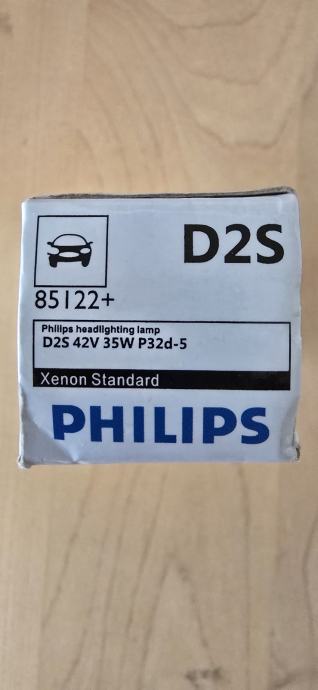 D2S
85122+
Philips headlighting lamp
D2S 42V 35W P32d-5
Xenon Standard
PHILIPS